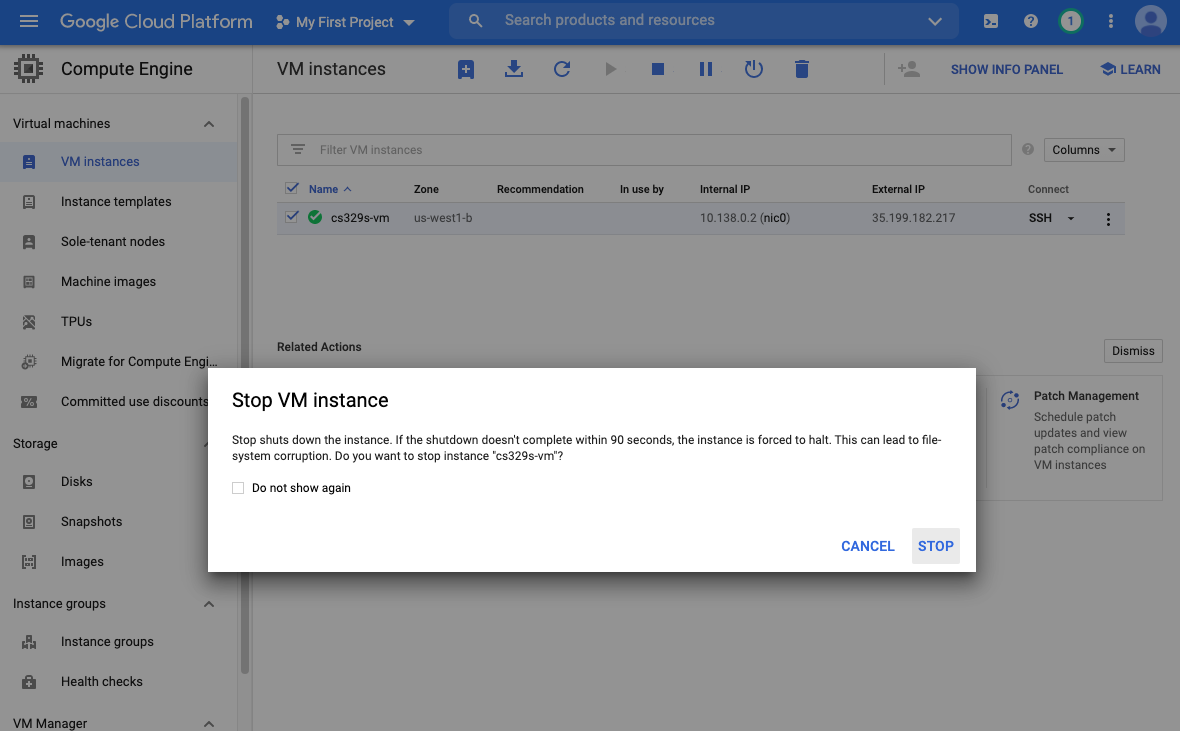 Google Cloud Platform
My First Project
Search products and resources
1
Compute Engine
VM instances
SHOW INFO PANEL
LEARN
Virtual machines
VM instances
Instance templates
Sole-tenant nodes
Machine images
TPUs
Migrate for Compute Engi...
Committed use discounts
Storage
Disks
Snapshots
Images
Instance groups
Instance groups
Health checks
VM Manager
Filter VM instances
Columns
Name Zone Recommendation In use by Internal IP External IP Connect
cs329s-vm us-west1-b 10.138.0.2 (nic0) 35.199.182.217 SSH
Related Actions
Dismiss
Patch Management
Schedule patch
updates and view
patch compliance on
VM instances
Stop VM instance
Stop shuts down the instance. If the shutdown doesn't complete within 90 seconds, the instance is forced to halt. This can lead to file-
system corruption. Do you want to stop instance "cs329s-vm"?
Do not show again
CANCEL
STOP